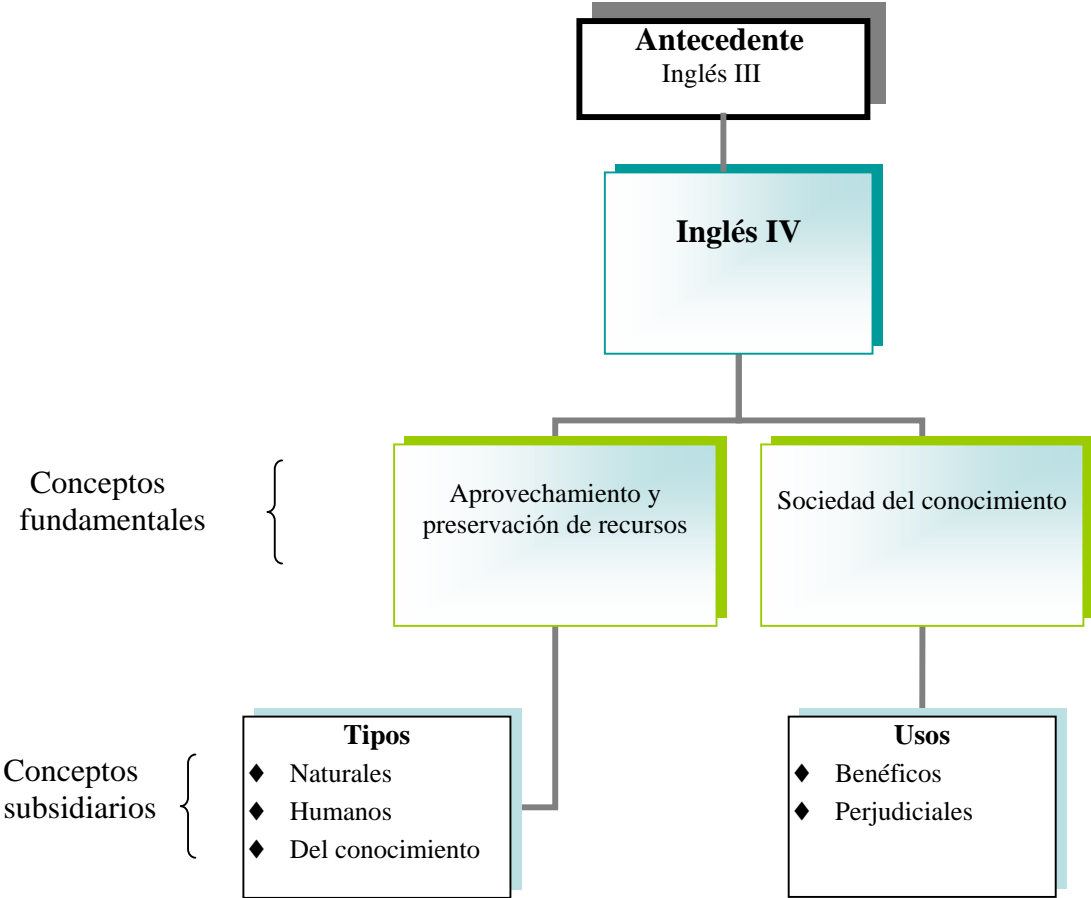 Antecedente
Inglés III
Inglés IV
Conceptos
fundamentales
Aprovechamiento y
preservación de recursos
Sociedad del conocimiento
Conceptos
subsidiarios
Tipos
♦ Naturales
♦ Humanos
♦ Del conocimiento
Usos
♦ Benéficos
♦ Perjudiciales